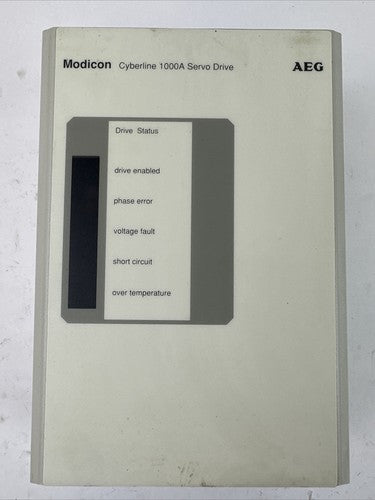 Modicon Cyberline 1000A Servo Drive AEG
Drive Status
drive enabled
phase error
voltage fault
short circuit
over temperature